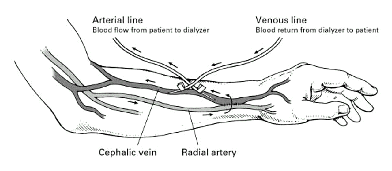 Arterial line
Blood flow from patient to dialyzer
Venous line
Blood return from dialyzer to patient
Cephalic vein
Radial artery